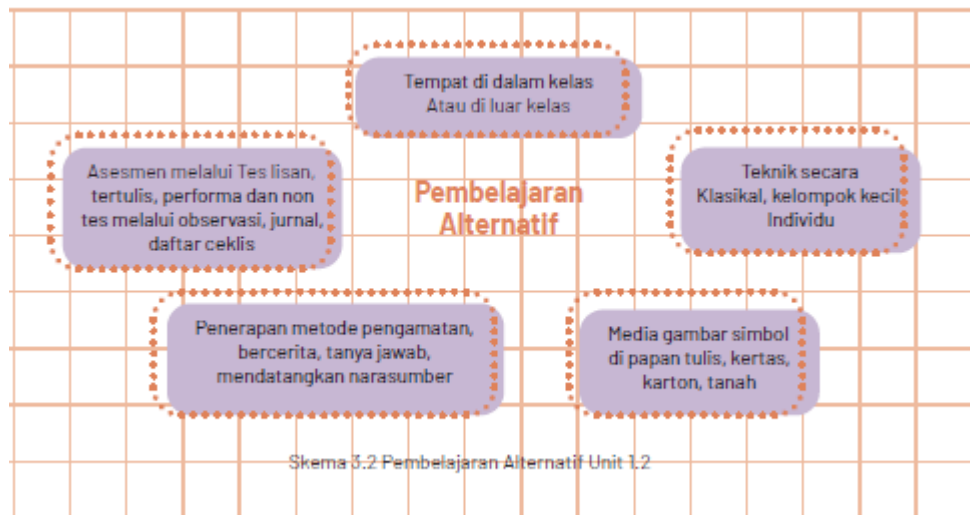 Tempat di dalam kelas
Atau di luar kelas
Asesmen melalui Tes lisan,
tertulis, performa dan non
tes melalui observasi, jurnal,
daftar ceklis
Pembelajaran
Alternatif
Teknik secara
Klasikal, kelompok kecil,
Individu
Penerapan metode pengamatan,
bercerita, tanya jawab,
mendatangkan narasumber
Media gambar simbol
di papan tulis, kertas,
karton, tanah
Skema 3.2 Pembelajaran Alternatif Unit 1.2